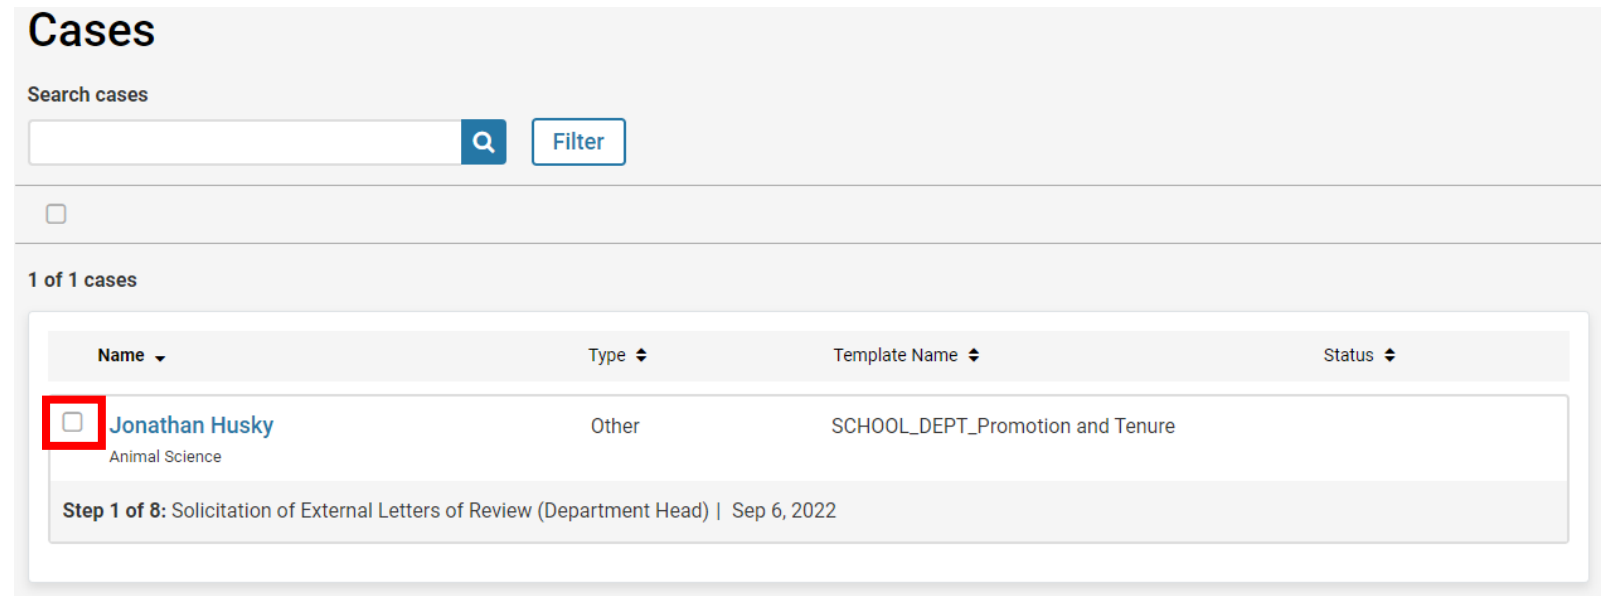 Cases
Search cases
Filter
1 of 1 cases
Name Type Template Name Status
Jonathan Husky Other SCHOOL_DEPT_Promotion and Tenure
Animal Science
Step 1 of 8: Solicitation of External Letters of Review (Department Head) | Sep 6, 2022